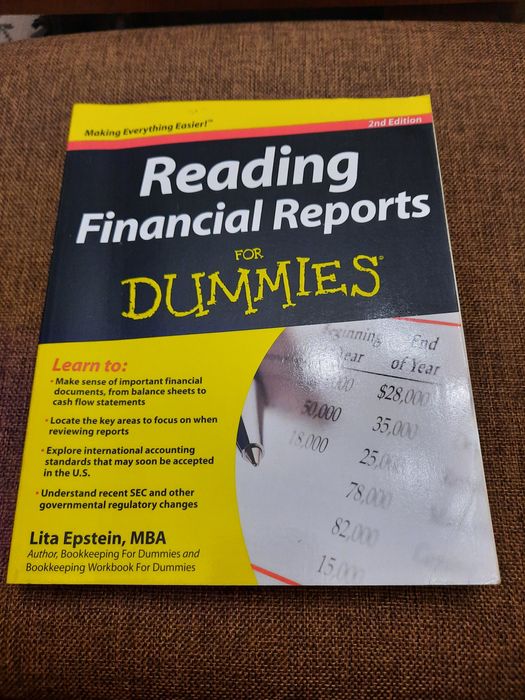 Making Everything Easier!™
2nd Edition
Reading
Financial Reports
FOR
DUMMIES®
Learn to:
• Make sense of important financial
documents, from balance sheets to
cash flow statements
• Locate the key areas to focus on when
reviewing reports
• Explore international accounting
standards that may soon be accepted
in the U.S.
• Understand recent SEC and other
governmental regulatory changes
Lita Epstein, MBA
Author, Bookkeeping For Dummies and
Bookkeeping Workbook For Dummies
Beginning End
Year of Year
$28,000
50,000 35,000
18,000
78,000
82,000